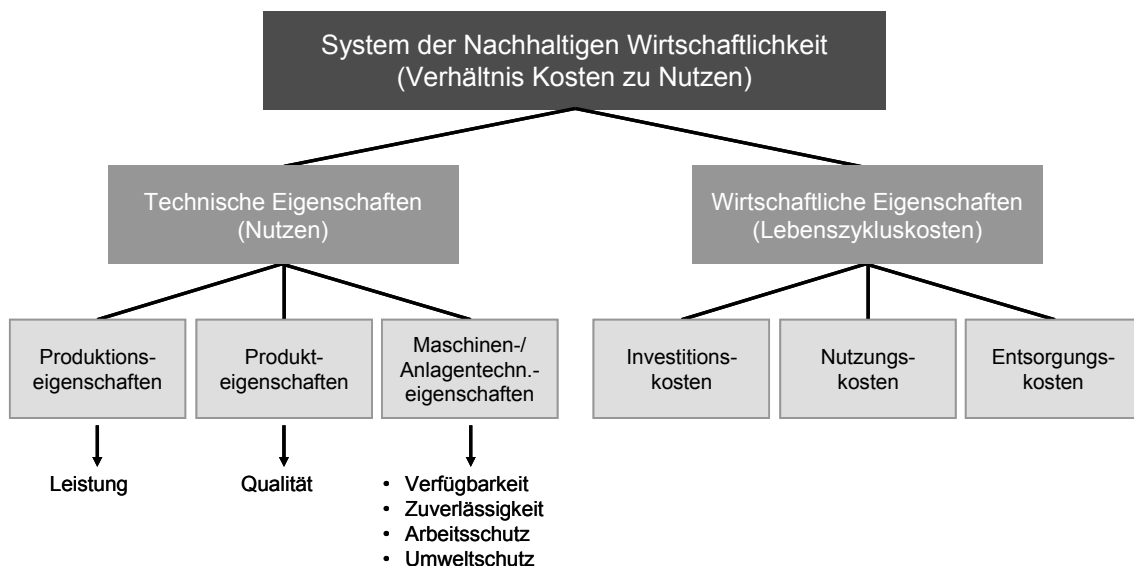 System der Nachhaltigen Wirtschaftlichkeit
(Verhältnis Kosten zu Nutzen)
Technische Eigenschaften
(Nutzen)
Wirtschaftliche Eigenschaften
(Lebenszykluskosten)
Produktions-
eigenschaften
Produkt-
eigenschaften
Maschinen-/
Anlagentechn.-
eigenschaften
Investitions-
kosten
Nutzungs-
kosten
Entsorgungs-
kosten
Leistung
Qualität
• Verfügbarkeit
• Zuverlässigkeit
• Arbeitsschutz
• Umweltschutz